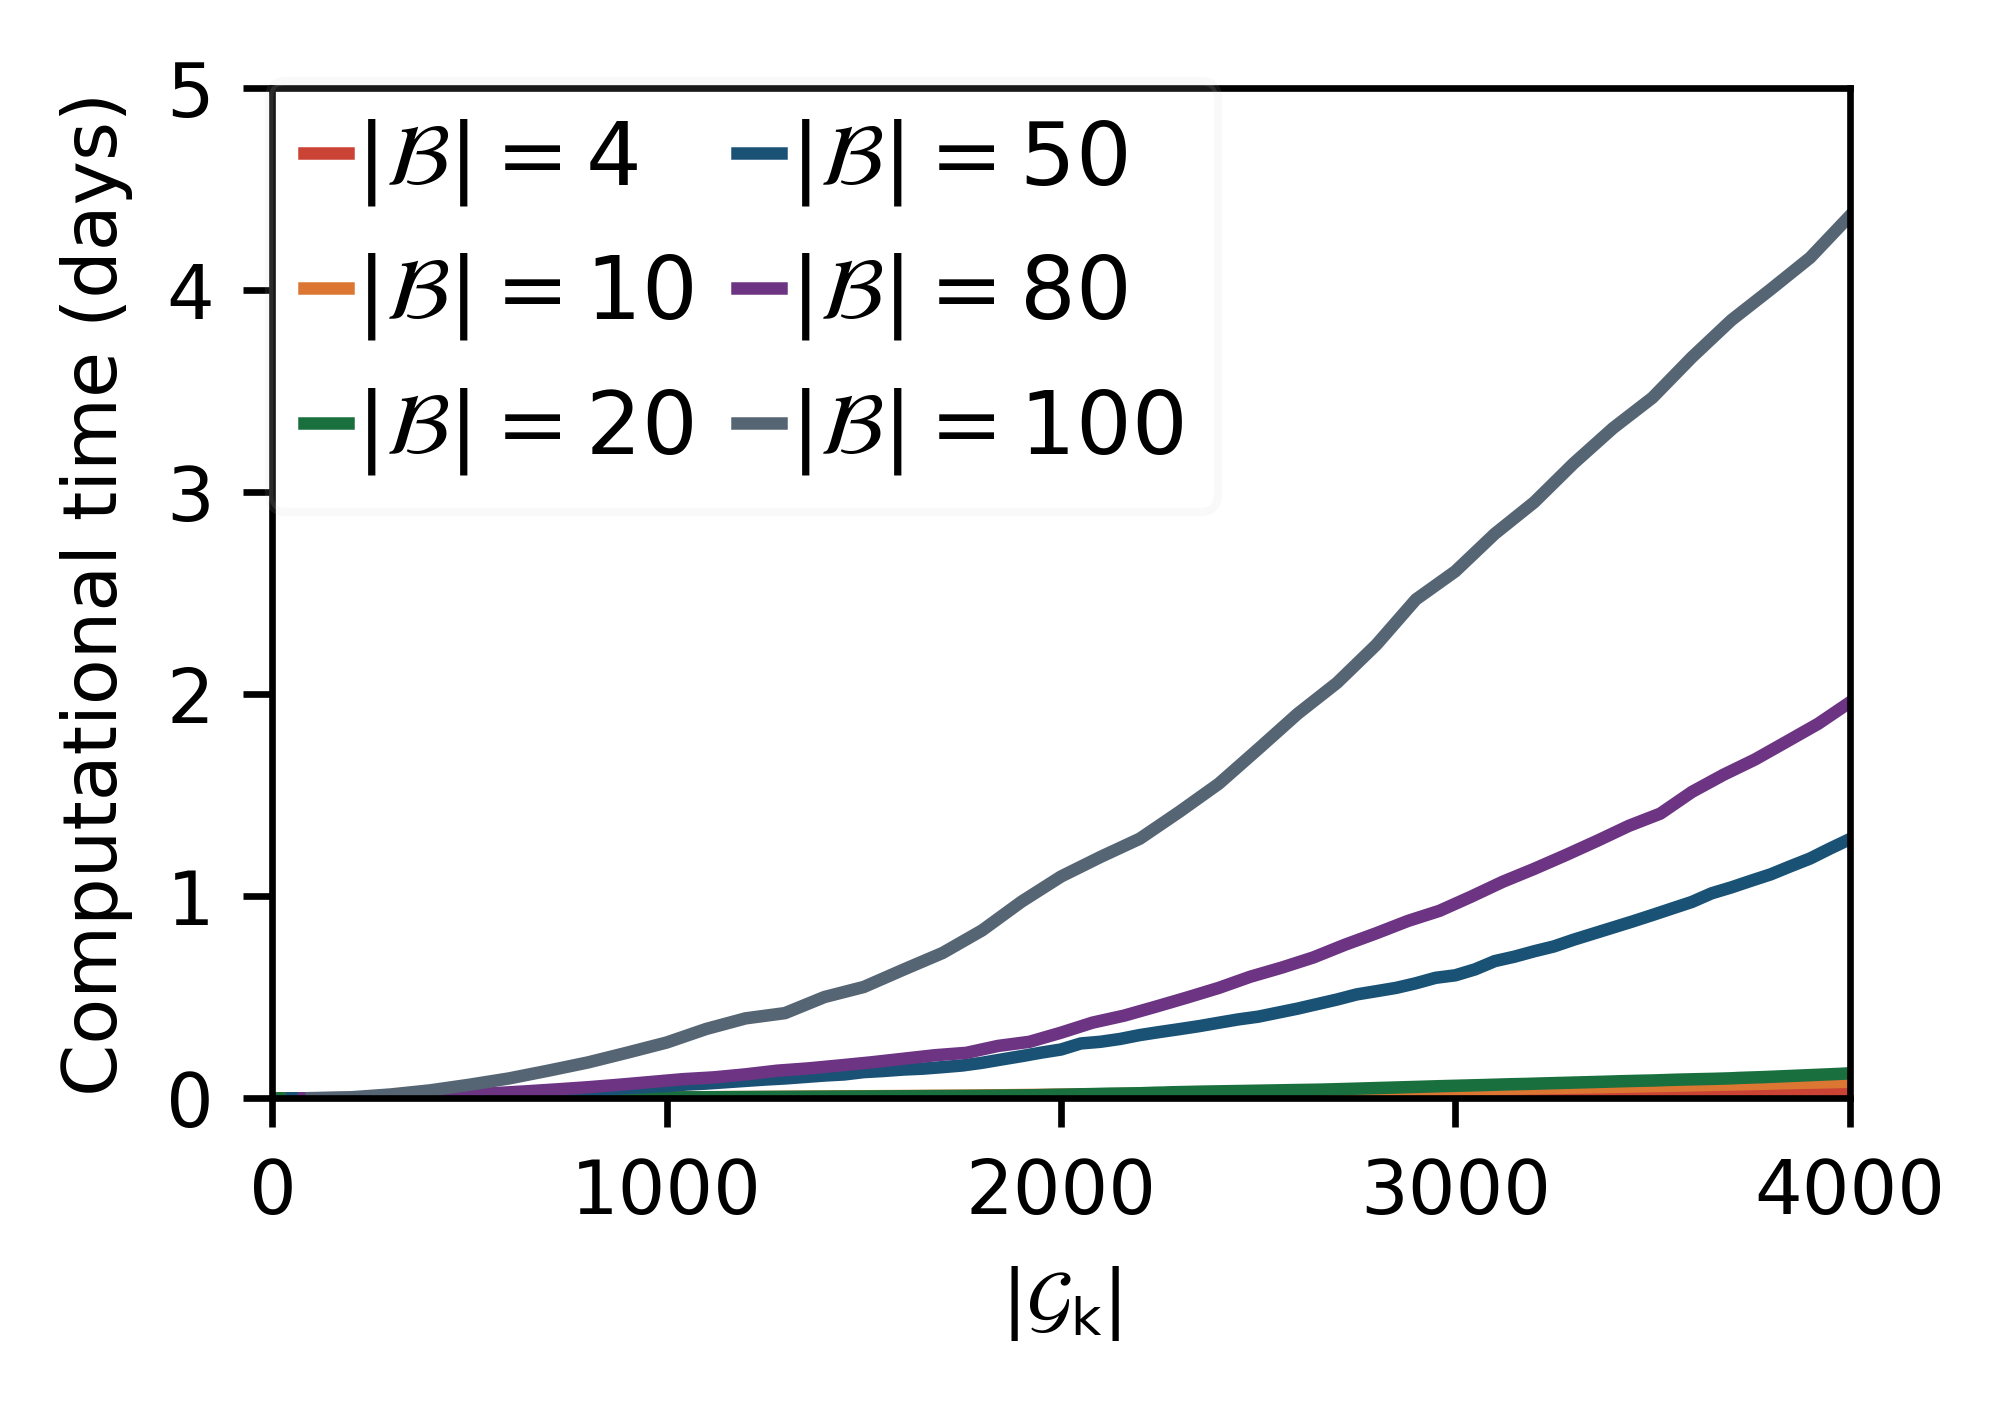 Computational time (days)
5
4
3
2
1
0
|ℬ| = 4
|ℬ| = 10
|ℬ| = 20
|ℬ| = 50
|ℬ| = 80
|ℬ| = 100
0 1000 2000 3000 4000
|𝒢ₖ|